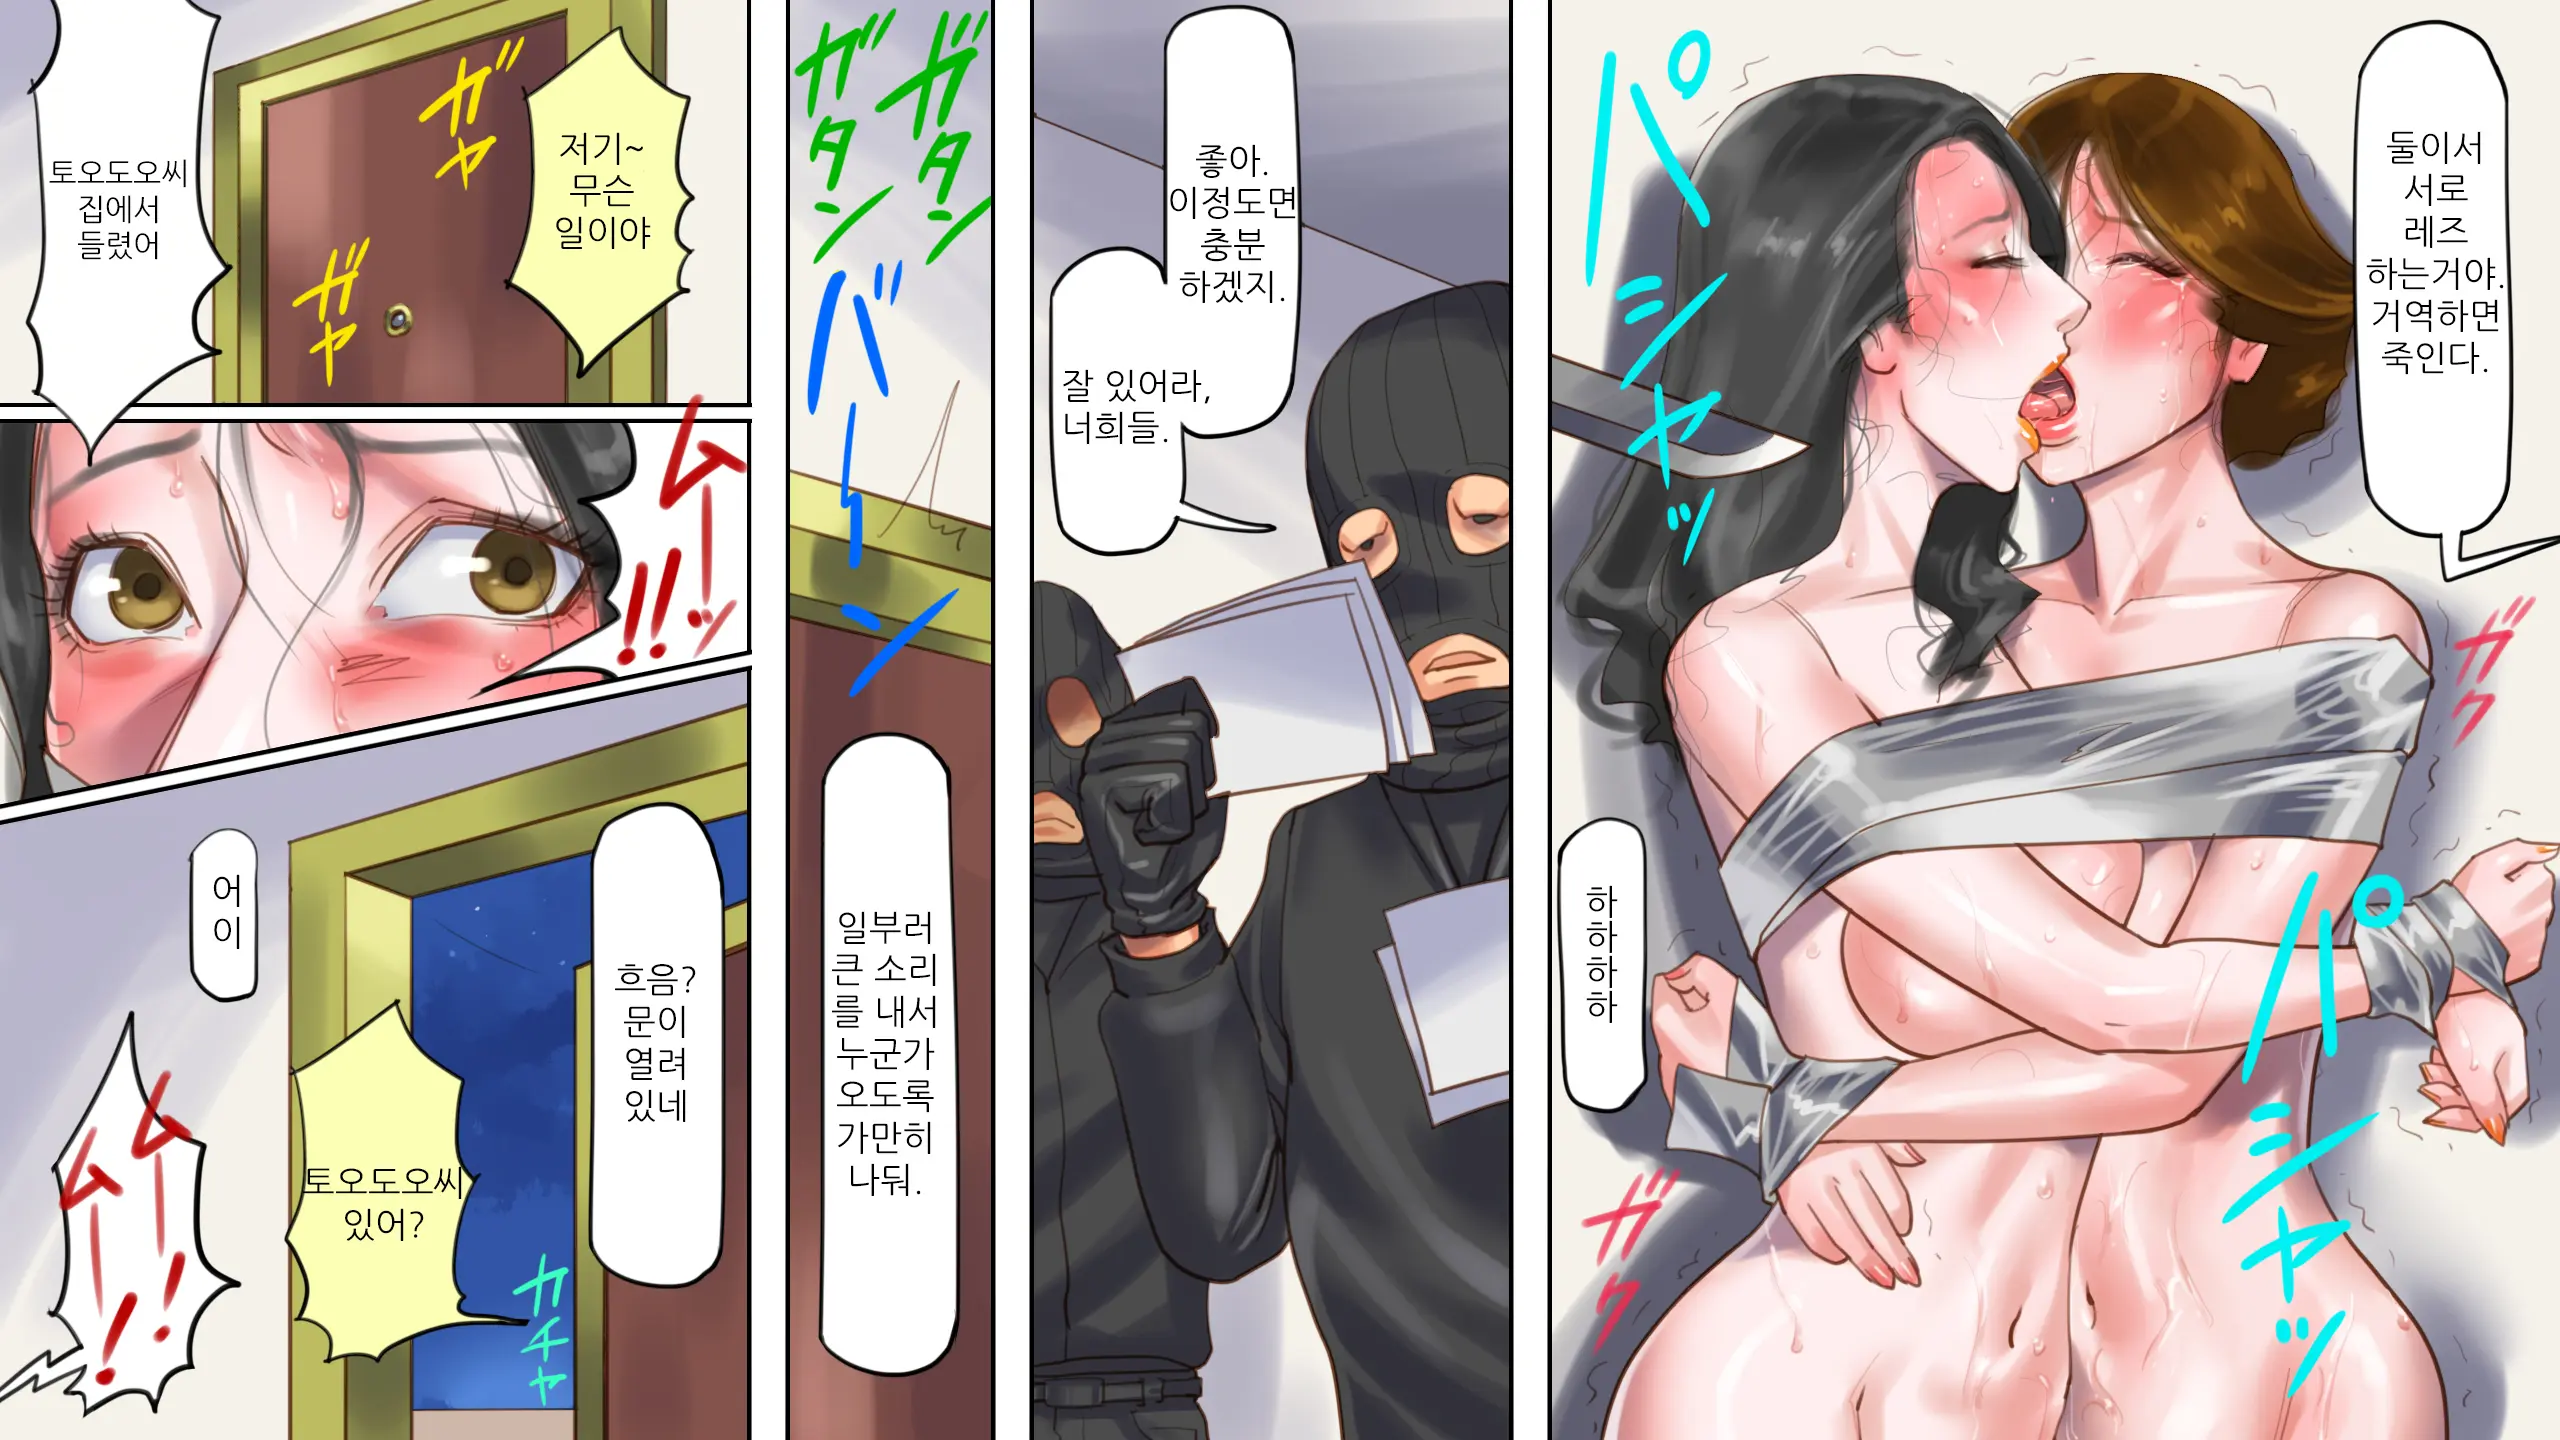 둘이서
서로
레즈
하는거야.
거역하면
죽인다.
パシャッ
ガク
하
하
하
하
パシャッ
ガク
좋아.
이정도면
충분
하겠지.
잘 있어라,
너희들.
ガタン
ガタン
バーン
일부러
큰 소리
를 내서
누군가
오도록
가만히
나둬.
저기~
무슨
일이야
ガヤ
ガヤ
토오도오씨
집에서
들렸어
ムーッ!!
흐음?
문이
열려
있네
토오도오씨
있어?
カチャ
어
이
ムームー!!